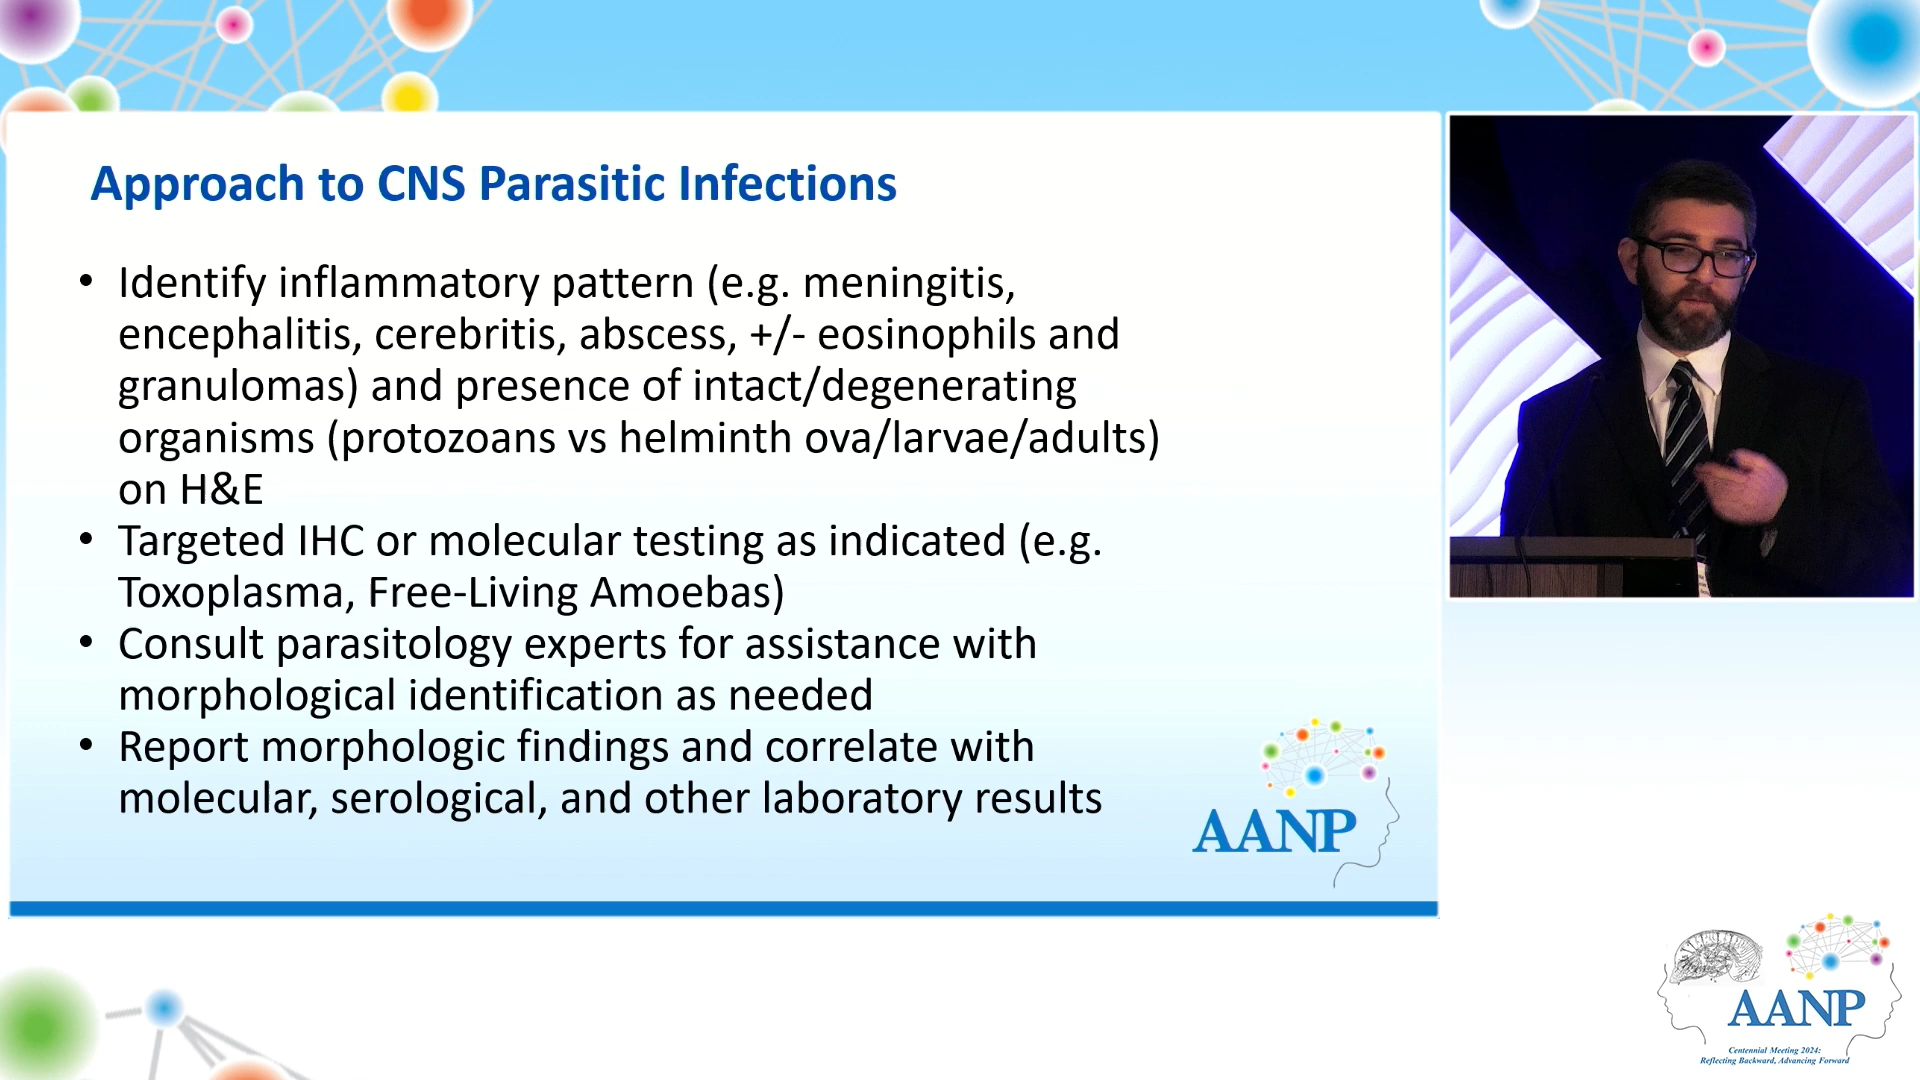 Approach to CNS Parasitic Infections
• Identify inflammatory pattern (e.g. meningitis,
encephalitis, cerebritis, abscess, +/- eosinophils and
granulomas) and presence of intact/degenerating
organisms (protozoans vs helminth ova/larvae/adults)
on H&E
• Targeted IHC or molecular testing as indicated (e.g.
Toxoplasma, Free-Living Amoebas)
• Consult parasitology experts for assistance with
morphological identification as needed
• Report morphologic findings and correlate with
molecular, serological, and other laboratory results
AANP
AANP
Centennial Meeting 2024:
Reflecting Backward, Advancing Forward